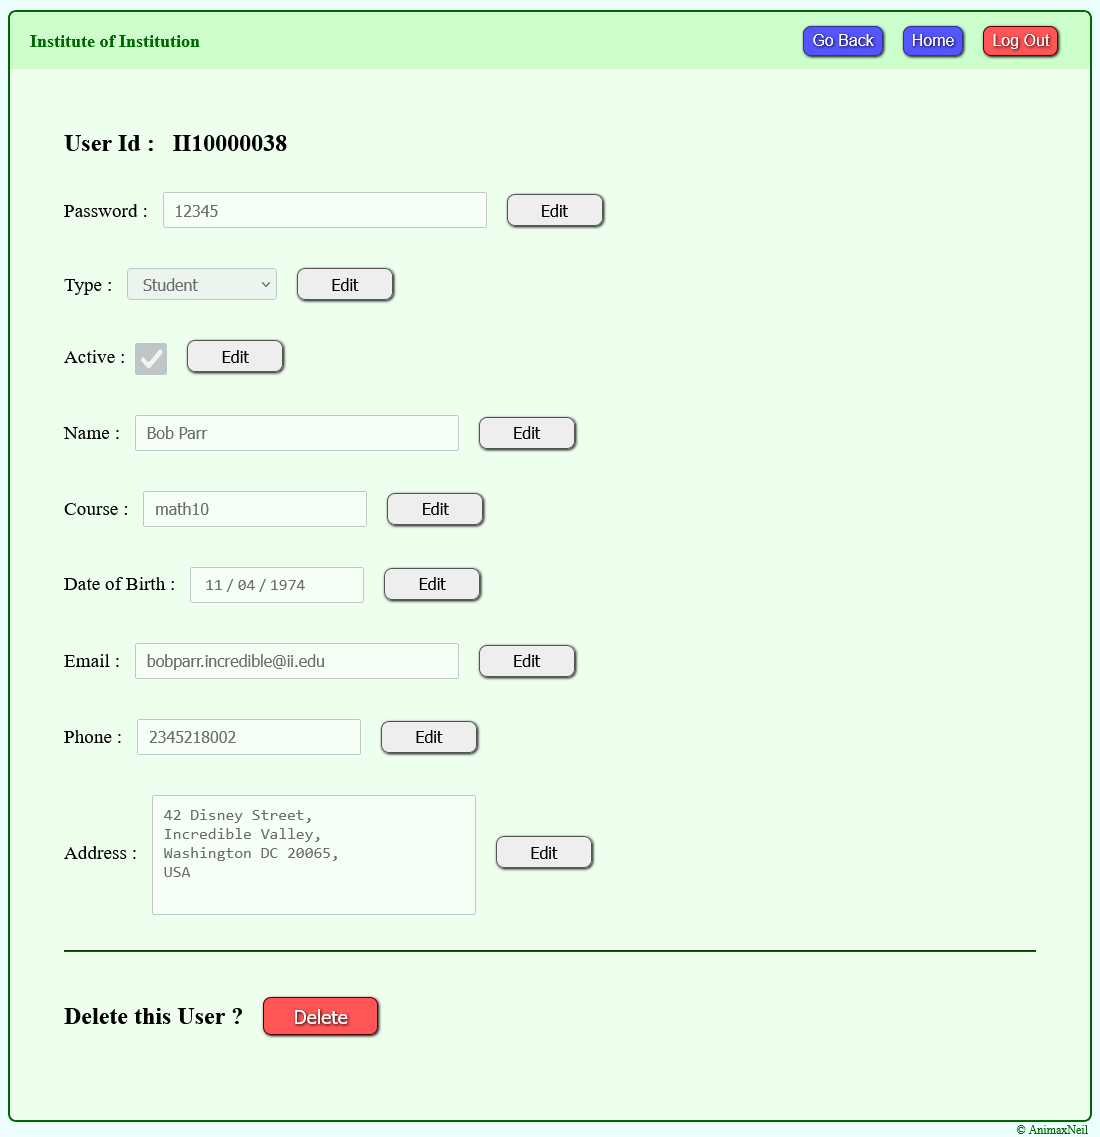 Institute of Institution Go Back Home Log Out
User Id : II10000038
Password : 12345 Edit
Type : Student Edit
Active : Edit
Name : Bob Parr Edit
Course : math10 Edit
Date of Birth : 11 / 04 / 1974 Edit
Email : bobparr.incredible@ii.edu Edit
Phone : 2345218002 Edit
Address : 42 Disney Street,
Incredible Valley,
Washington DC 20065,
USA
Edit
Delete this User ? Delete
© AnimaxNeil